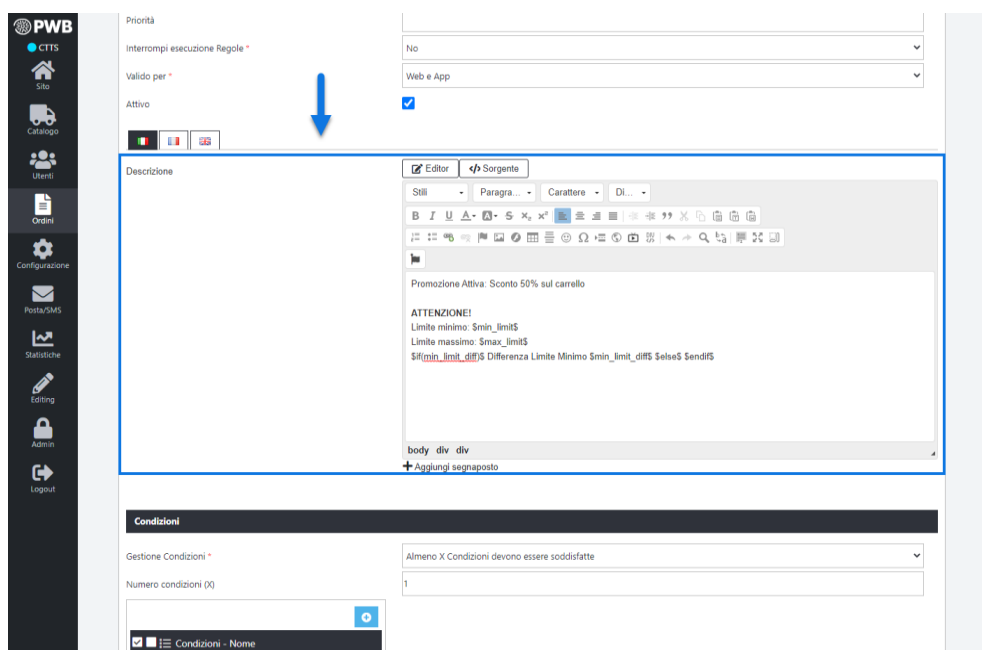 PWB
CTTS
Sito
Catalogo
Utenti
Ordini
Configurazione
Posta/SMS
Statistiche
Editing
Admin
Logout
Priorità
Interrompi esecuzione Regole *
No
Valido per *
Web e App
Attivo
Descrizione
Editor
Sorgente
Stili
Paragra...
Carattere
Di...
Promozione Attiva: Sconto 50% sul carrello
ATTENZIONE!
Limite minimo: $min_limit$
Limite massimo: $max_limit$
$if(min_limit_diff)$ Differenza Limite Minimo $min_limit_diff$ $else$ $endif$
body div div
Aggiungi segnaposto
Condizioni
Gestione Condizioni *
Almeno X Condizioni devono essere soddisfatte
Numero condizioni (X)
1
Condizioni - Nome